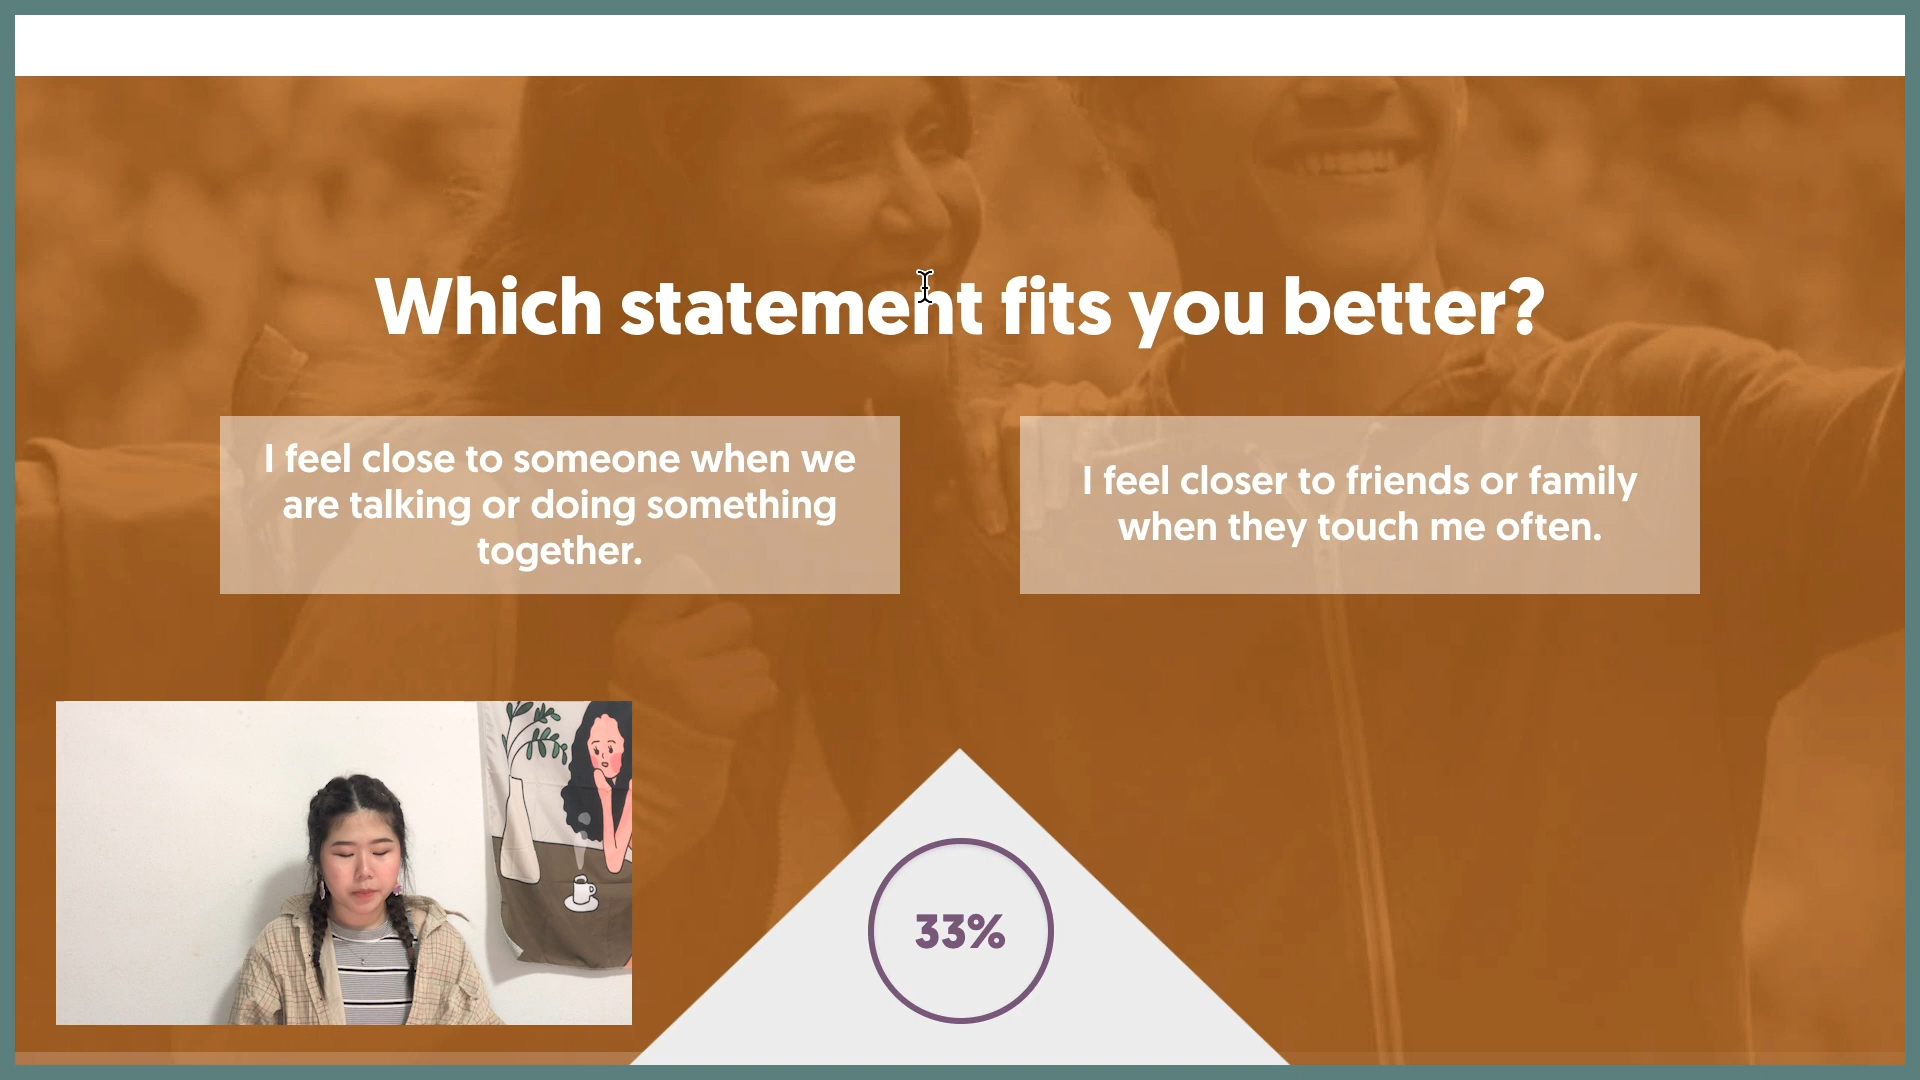 Which statement fits you better?
I feel close to someone when we
are talking or doing something
together.
I feel closer to friends or family
when they touch me often.
33%